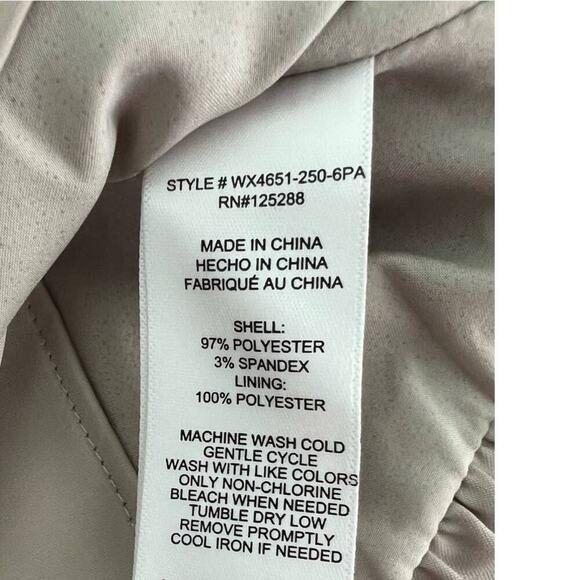 STYLE # WX4651-250-6PA
RN#125288
MADE IN CHINA
HECHO IN CHINA
FABRIQUÉ AU CHINA
SHELL:
97% POLYESTER
3% SPANDEX
LINING:
100% POLYESTER
MACHINE WASH COLD
GENTLE CYCLE
WASH WITH LIKE COLORS
ONLY NON-CHLORINE
BLEACH WHEN NEEDED
TUMBLE DRY LOW
REMOVE PROMPTLY
COOL IRON IF NEEDED